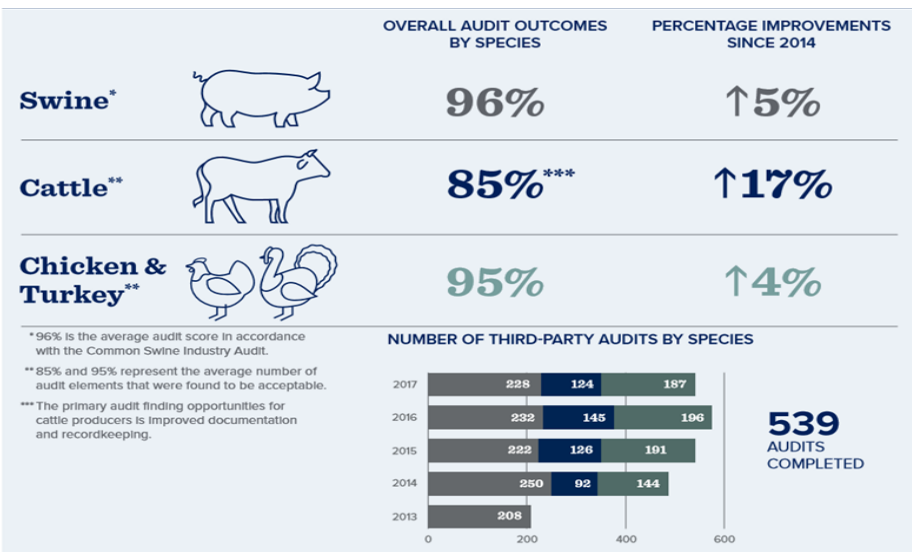 OVERALL AUDIT OUTCOMES
BY SPECIES
PERCENTAGE IMPROVEMENTS
SINCE 2014
Swine*
96%
↑5%
Cattle**
85%***
↑17%
Chicken &
Turkey**
95%
↑4%
*96% is the average audit score in accordance
with the Common Swine Industry Audit.
**85% and 95% represent the average number of
audit elements that were found to be acceptable.
***The primary audit finding opportunities for
cattle producers is improved documentation
and recordkeeping.
NUMBER OF THIRD-PARTY AUDITS BY SPECIES
2017 228 124 187
2016 232 145 196
2015 222 126 191
2014 250 92 144
2013 208
0 200 400 600
539
AUDITS
COMPLETED